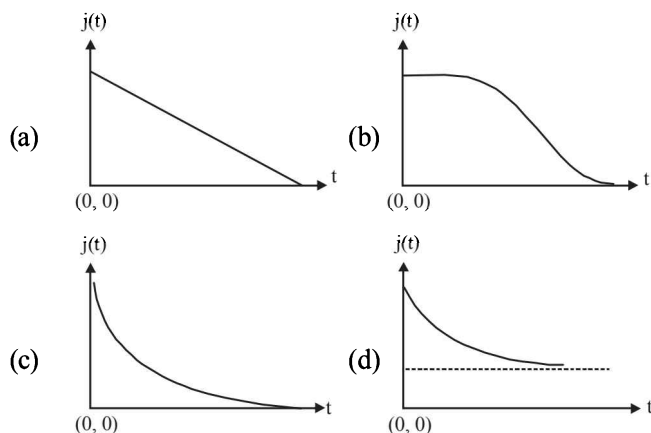 j(t)
(a)
t
(0, 0)
j(t)
(b)
t
(0, 0)
j(t)
(c)
t
(0, 0)
j(t)
(d)
t
(0, 0)